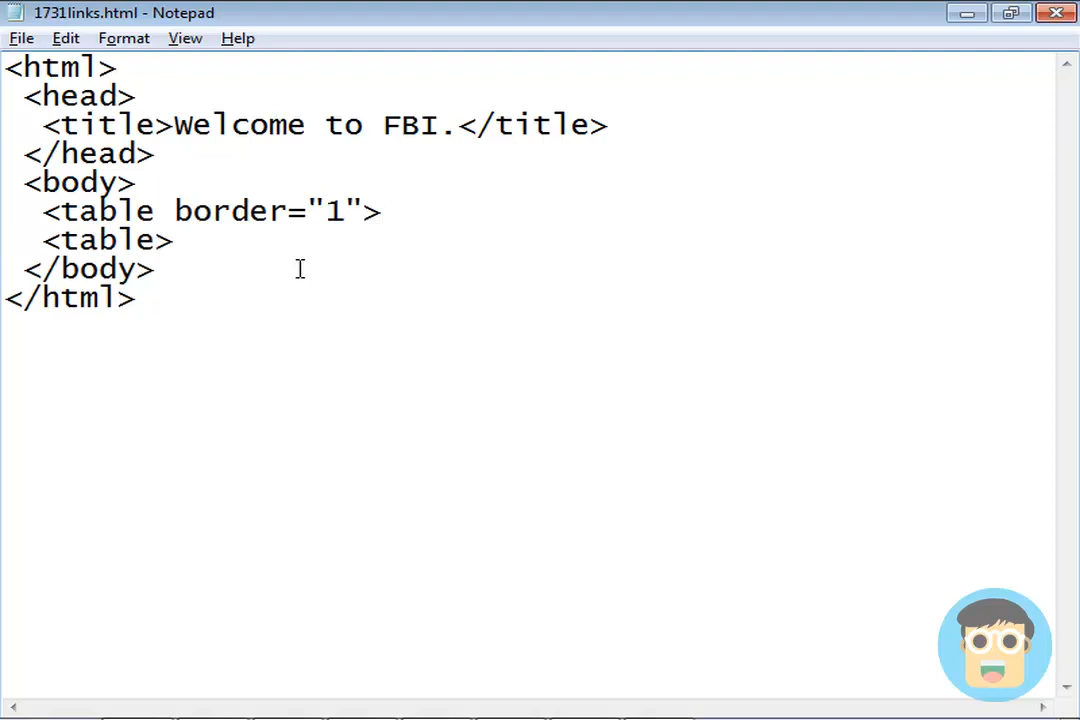 1731links.html - Notepad
File Edit Format View Help
<html>
<head>
<title>Welcome to FBI.</title>
</head>
<body>
<table border="1">
<table>
</body>
</html>